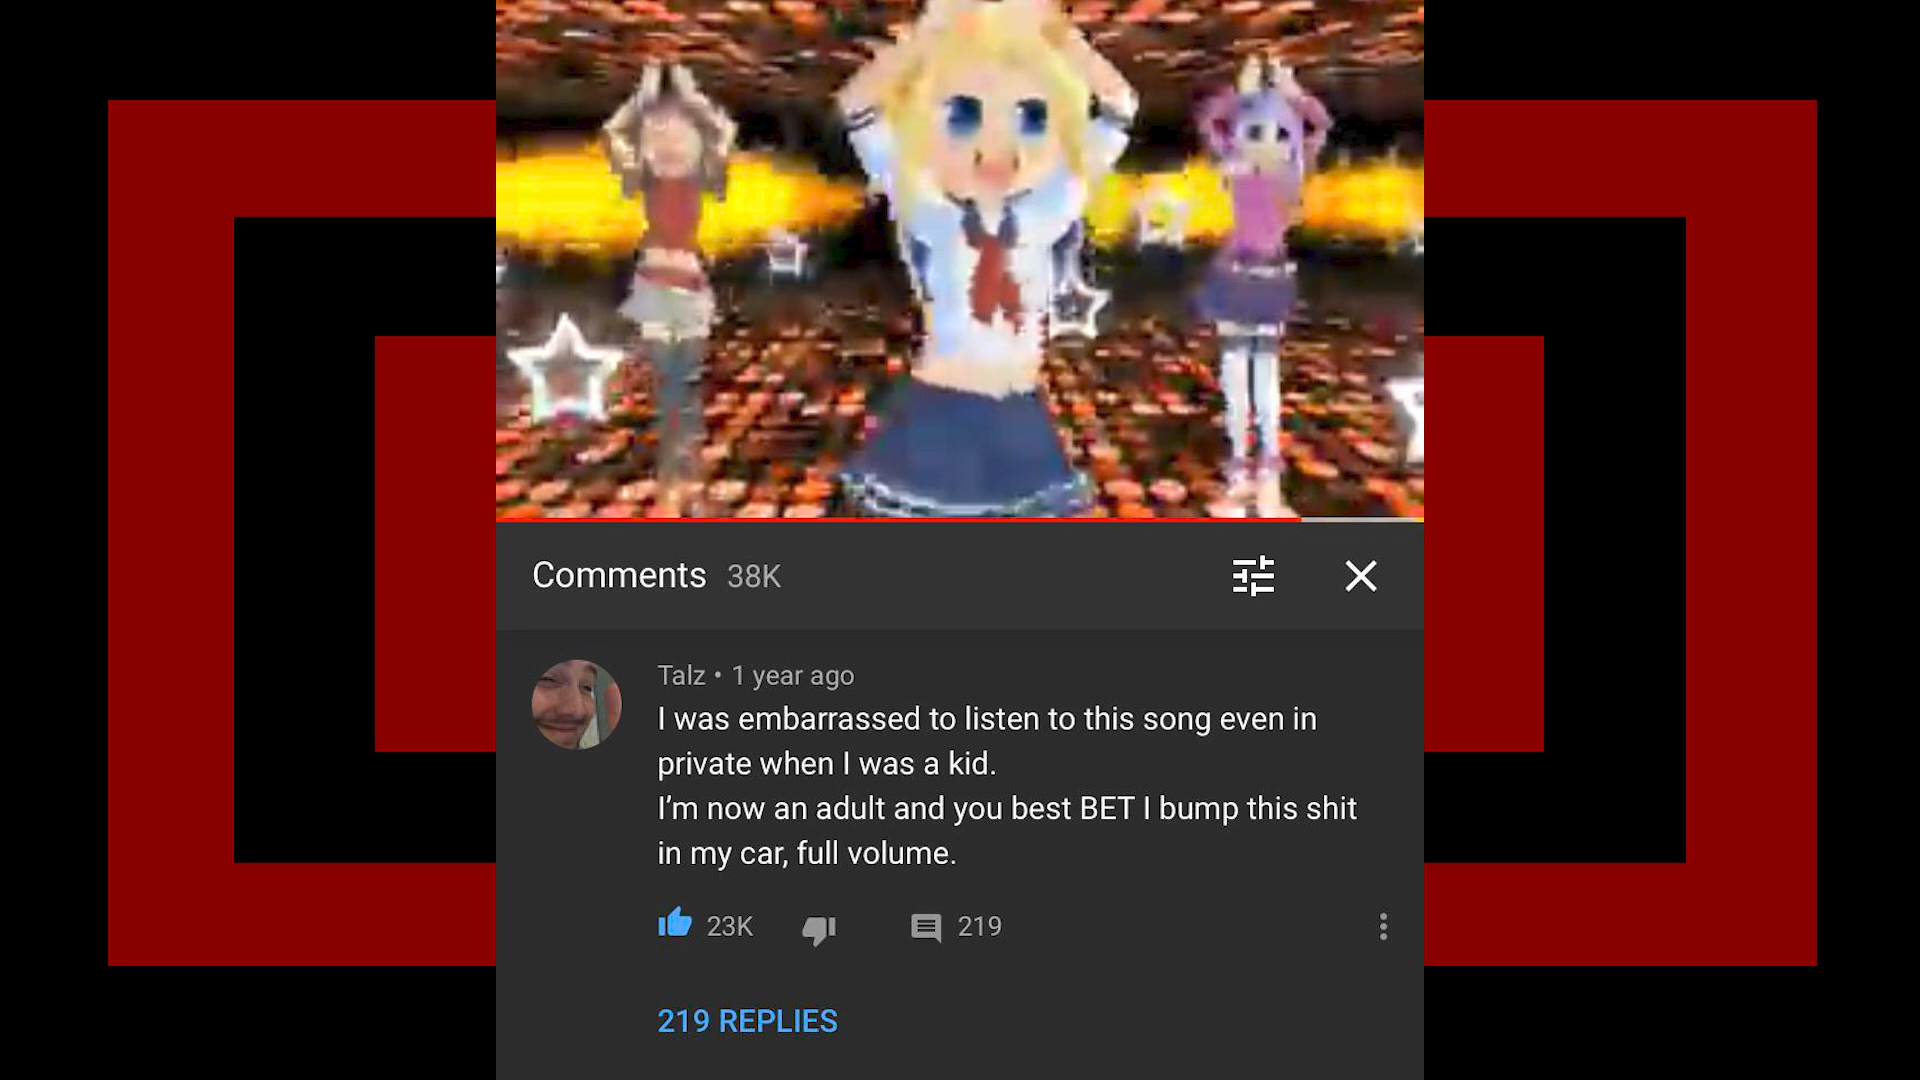 Comments 38K
Talz • 1 year ago
I was embarrassed to listen to this song even in
private when I was a kid.
I’m now an adult and you best BET I bump this shit
in my car, full volume.
23K 219
219 REPLIES